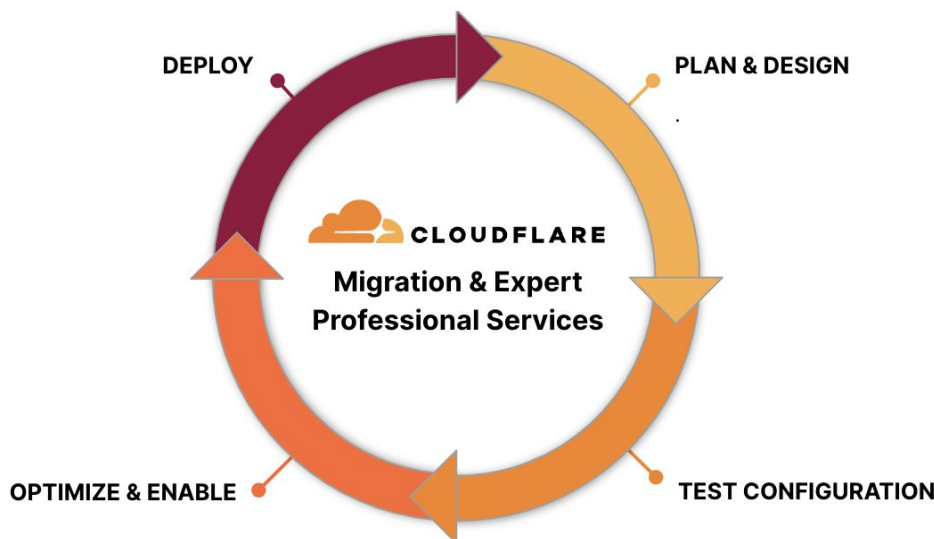 DEPLOY
PLAN & DESIGN
.
CLOUDFLARE
Migration & Expert
Professional Services
OPTIMIZE & ENABLE
TEST CONFIGURATION